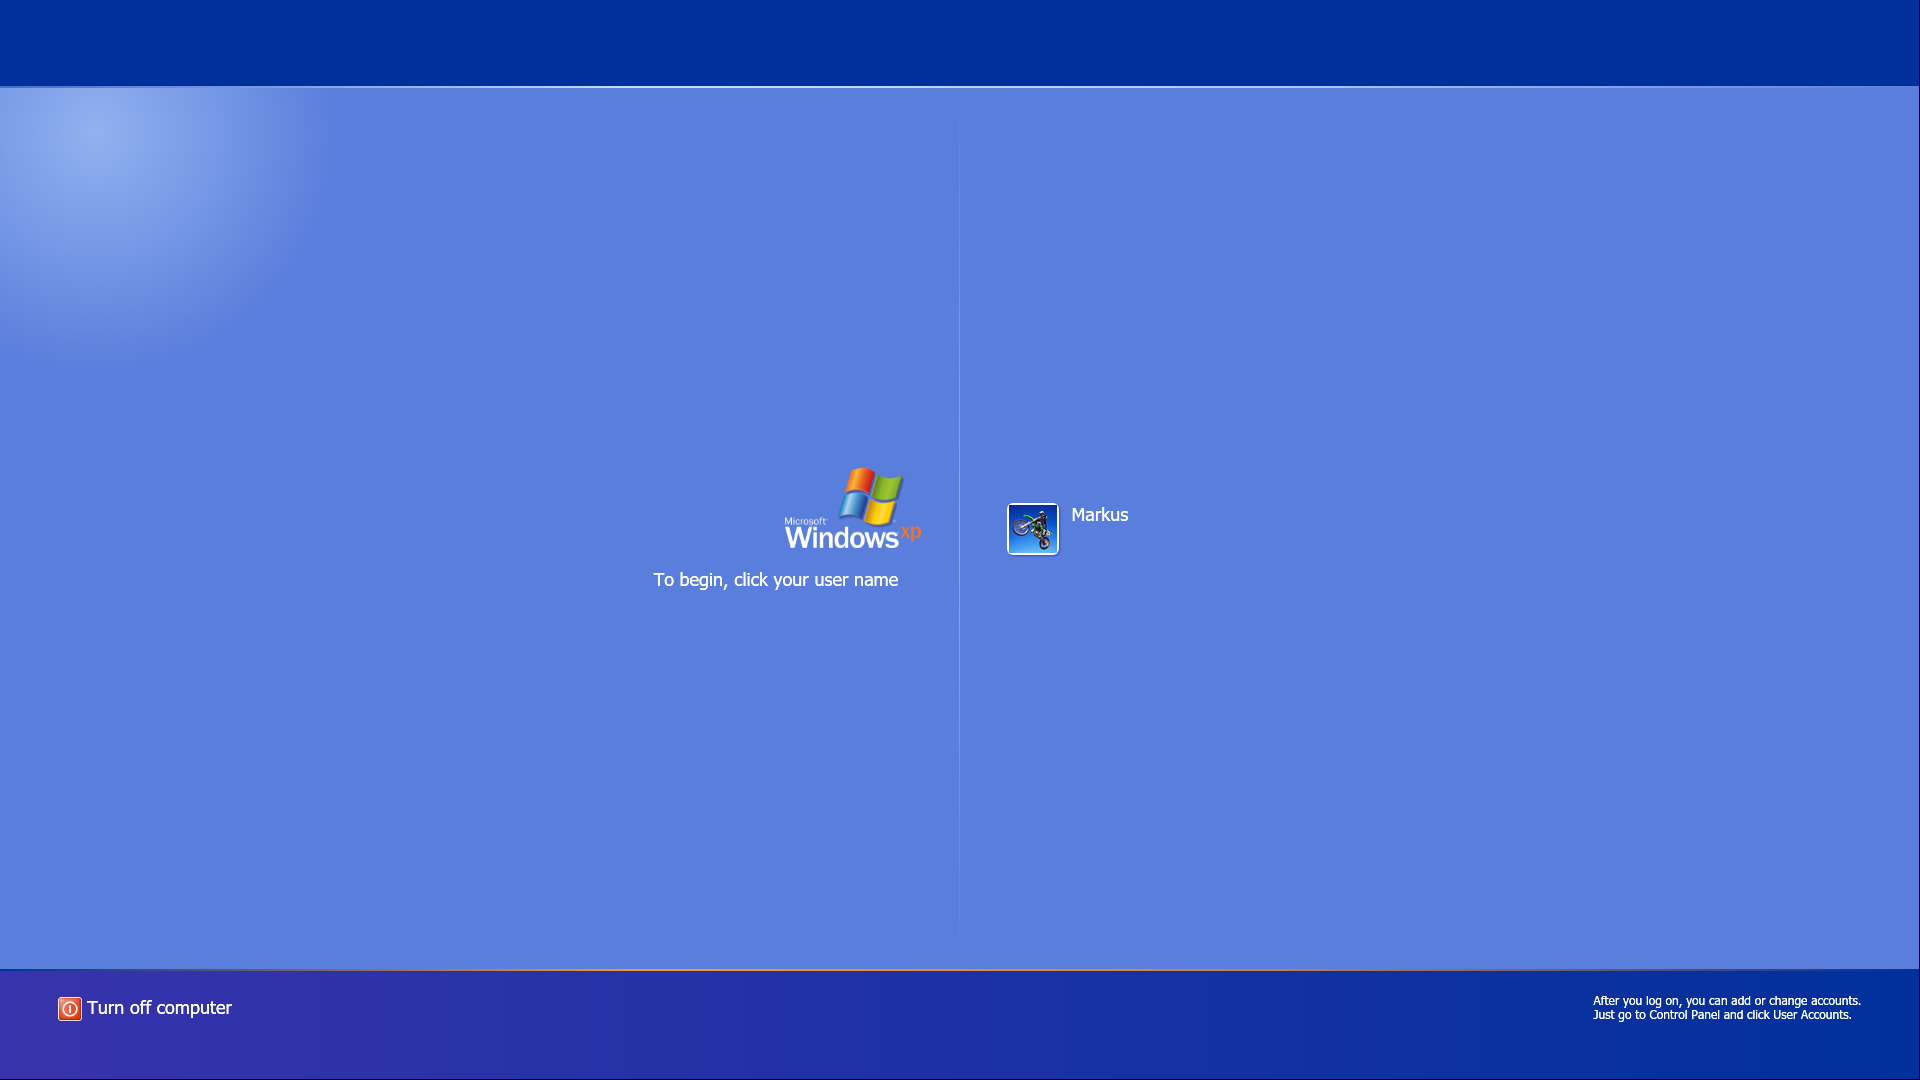 Microsoft
Windows xp
To begin, click your user name
Markus
Turn off computer
After you log on, you can add or change accounts.
Just go to Control Panel and click User Accounts.